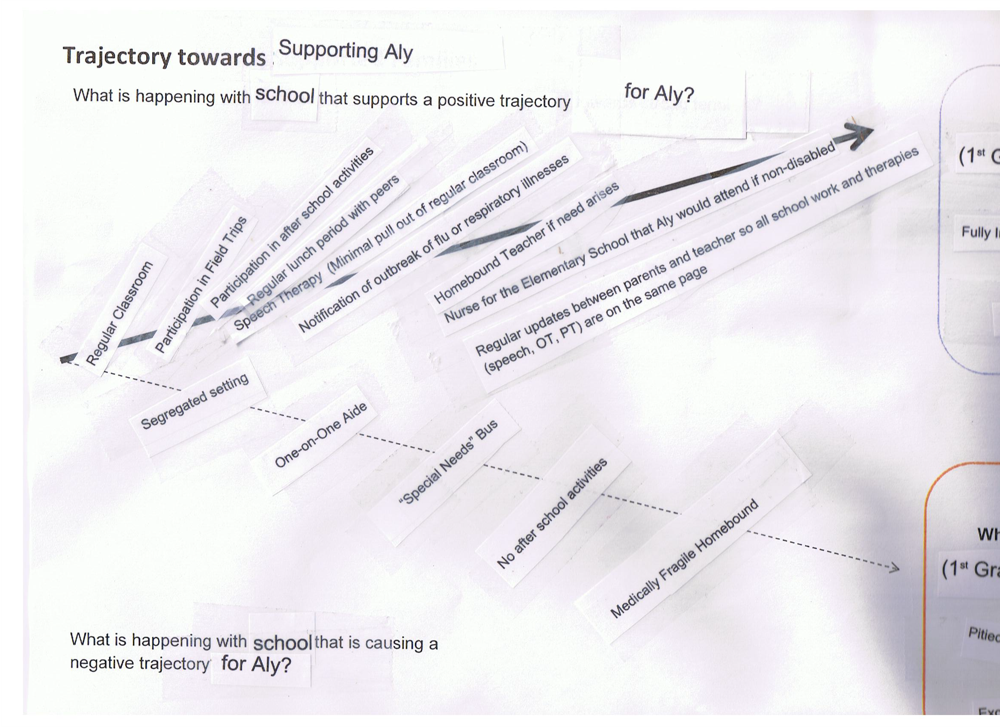 Trajectory towards Supporting Aly
What is happening with school that supports a positive trajectory for Aly?
Regular Classroom
Participation in Field Trips
Participation in after school activities
Regular lunch period with peers
Speech Therapy (Minimal pull out of regular classroom)
Notification of outbreak of flu or respiratory illnesses
Homebound Teacher if need arises
Nurse for the Elementary School that Aly would attend if non-disabled
Regular updates between parents and teacher so all school work and therapies
(speech, OT, PT) are on the same page
(1st G
Fully I
Segregated setting
One-on-One Aide
“Special Needs” Bus
No after school activities
Medically Fragile Homebound
Wh
(1st Gra
Pitied
Exc
What is happening with school that is causing a
negative trajectory for Aly?